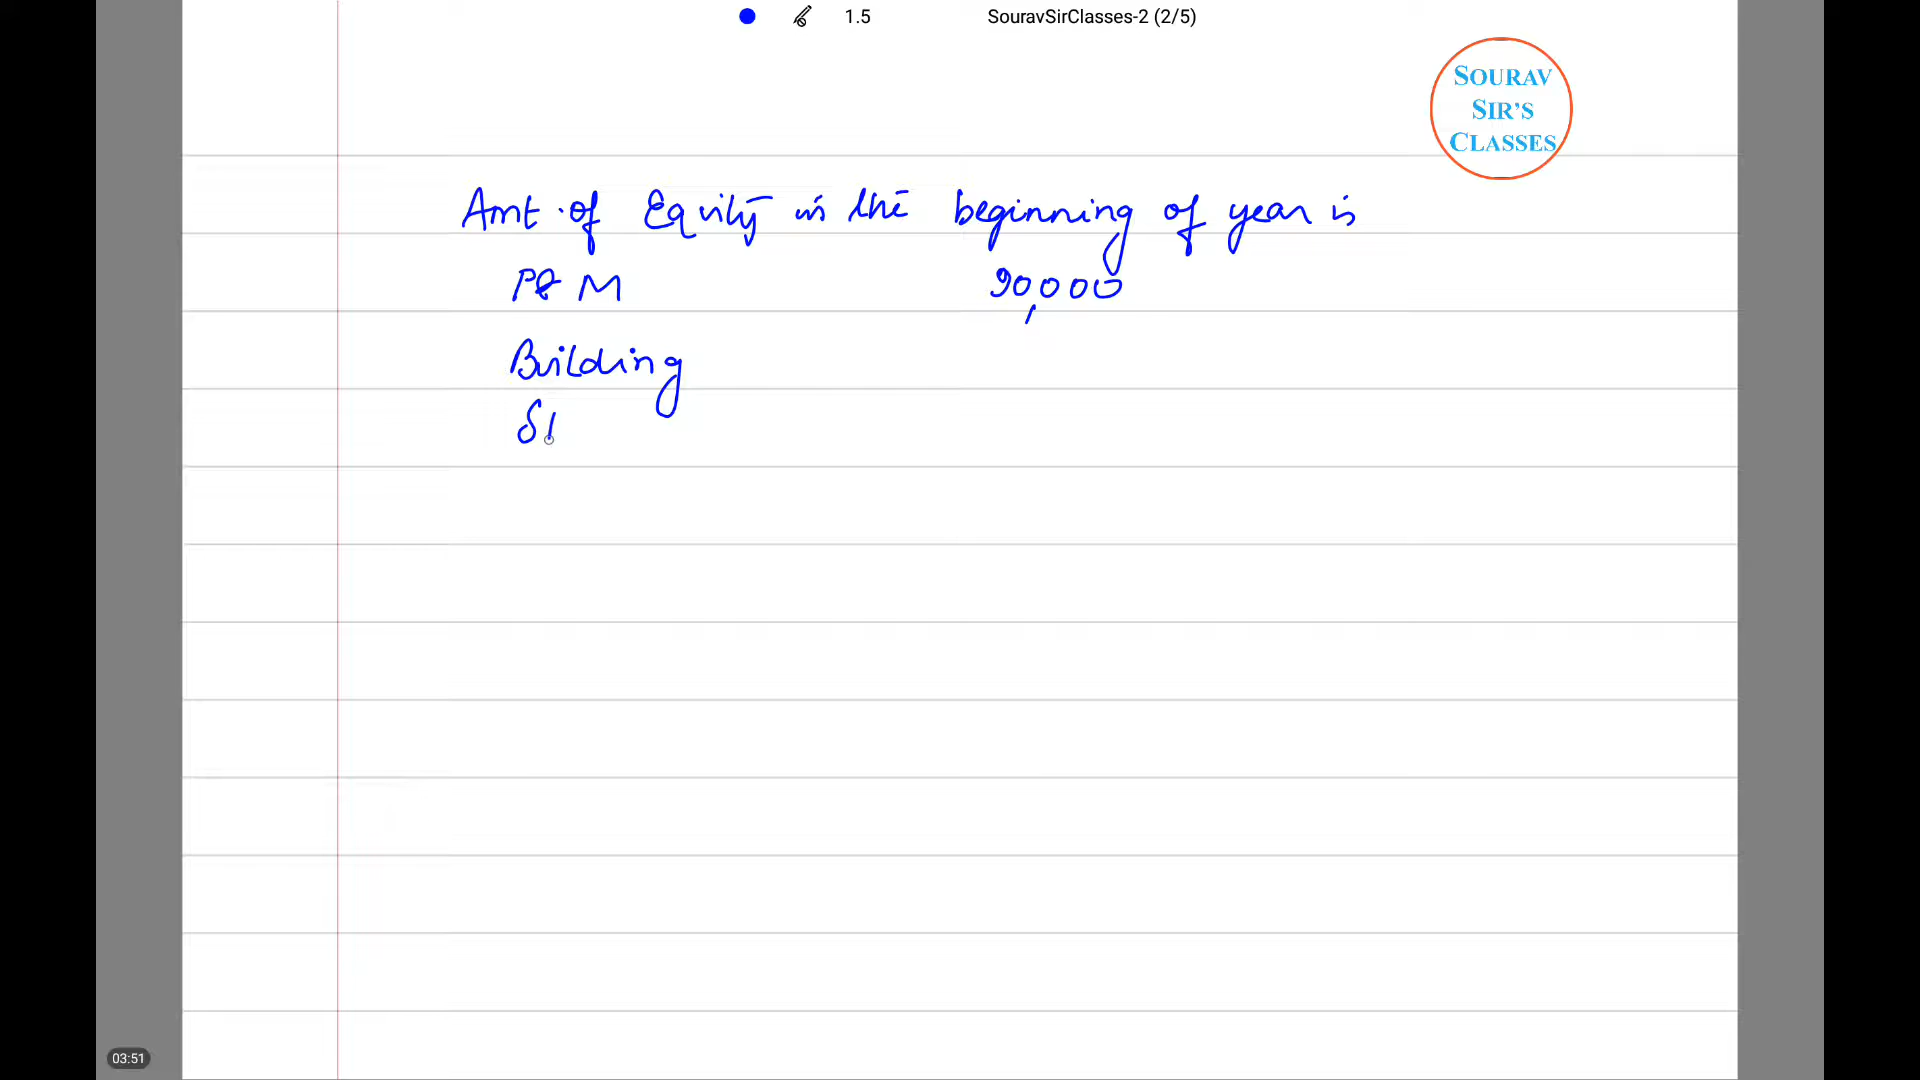 1.5 SouravSirClasses-2 (2/5)
SOURAV
SIR'S
CLASSES
Amt. of Equity in the beginning of year is
P& M 90,000
Building
03:51